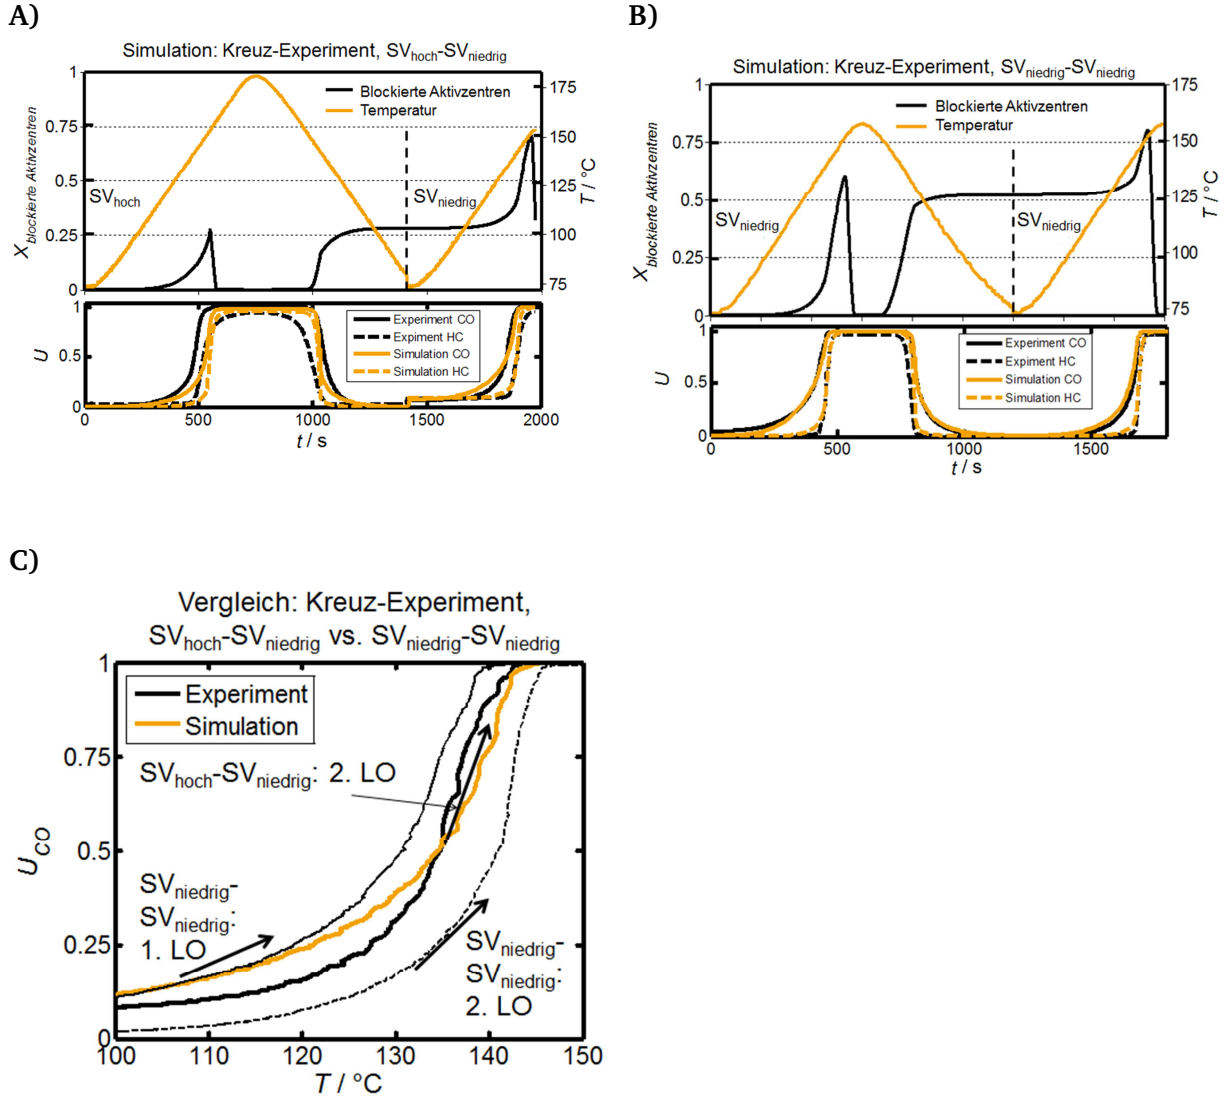 A)
Simulation: Kreuz-Experiment, SVhoch-SVniedrig
1
0.75
0.5
0.25
0
Xblockierte Aktivzentren
Blockierte Aktivzentren
Temperatur
SVhoch
SVniedrig
175
150
125
100
75
T / °C
1
0.5
0
U
Experiment CO
Expiment HC
Simulation CO
Simulation HC
0
500
1000
1500
2000
t / s
B)
Simulation: Kreuz-Experiment, SVniedrig-SVniedrig
1
0.75
0.5
0.25
0
Xblockierte Aktivzentren
Blockierte Aktivzentren
Temperatur
SVniedrig
SVniedrig
175
150
125
100
75
T / °C
1
0.5
0
U
Experiment CO
Expiment HC
Simulation CO
Simulation HC
0
500
1000
1500
t / s
C)
Vergleich: Kreuz-Experiment,
SVhoch-SVniedrig vs. SVniedrig-SVniedrig
1
0.75
0.5
0.25
0
UCO
Experiment
Simulation
SVhoch-SVniedrig: 2. LO
SVniedrig-
SVniedrig:
1. LO
SVniedrig-
SVniedrig:
2. LO
100
110
120
130
140
150
T / °C